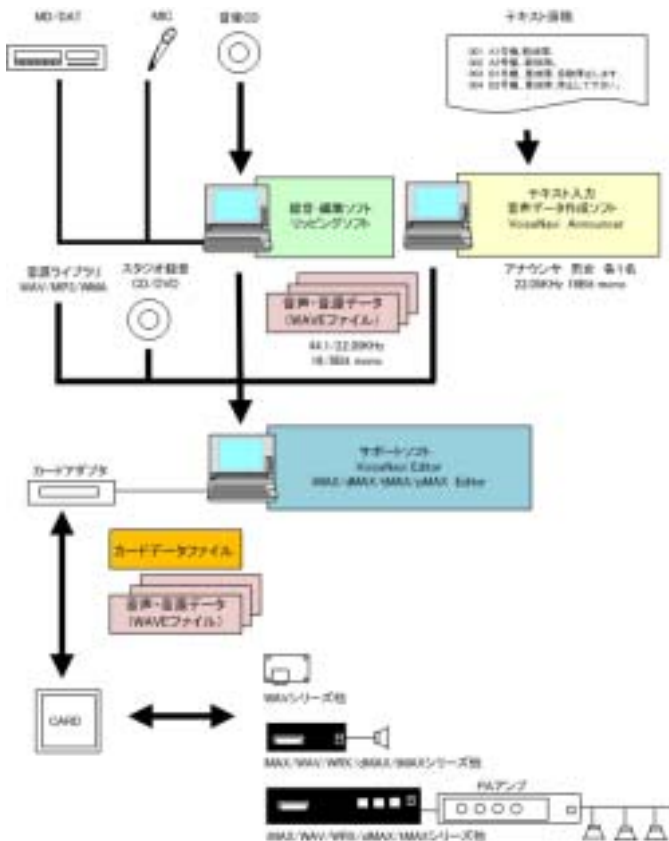 MD/DAT
MIC
音楽CD
テキスト原稿
録音・編集ソフト
リッピングソフト
テキスト入力
音声データ作成ソフト
VoiceNavi Announcer
アナウンサ 男女 各1名
22.05KHz 16Bit mono
音源ライブラリ
WAV/MP3/WMA
スタジオ録音
CD/DVD
音声・音源データ
(WAVEファイル)
44.1/22.05KHz
16/8Bit mono
サポートソフト
VoiceNavi Editor
カードアダプタ
カードデータファイル
音声・音源データ
(WAVEファイル)
CARD
WAVシリーズ他
PAアンプ